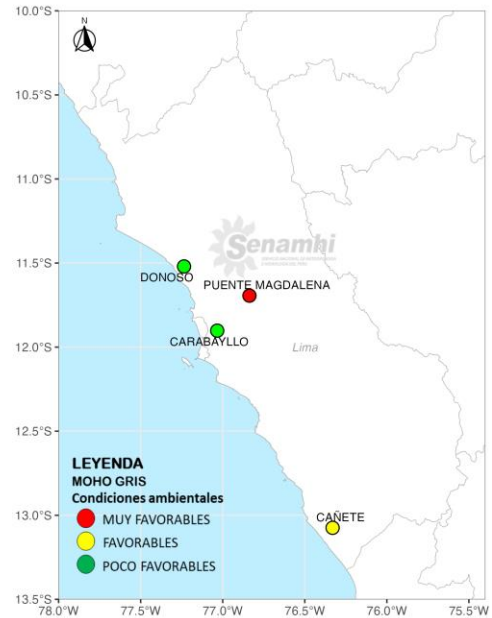 10.0°S
N
10.5°S
11.0°S
Senamhi
11.5°S
DONOSO
PUENTE MAGDALENA
CARABAYLLO
12.0°S
Lima
12.5°S
LEYENDA
MOHO GRIS
Condiciones ambientales
MUY FAVORABLES
CAÑETE
13.0°S
FAVORABLES
POCO FAVORABLES
13.5°S
78.0°W 77.5°W 77.0°W 76.5°W 76.0°W 75.5°W